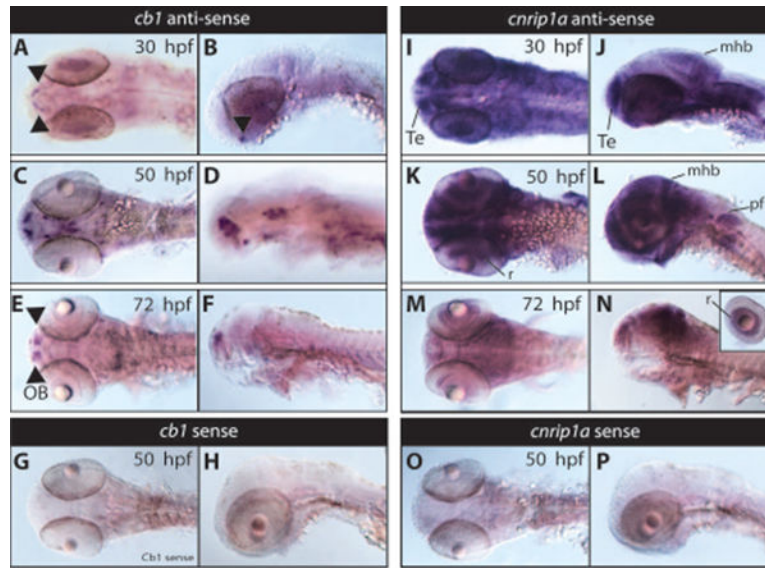 cb1 anti-sense
A 30 hpf B
C 50 hpf D
E 72 hpf F
OB
cb1 sense
G 50 hpf H
Cb1 sense
cnrip1a anti-sense
I 30 hpf J mhb
Te Te
K 50 hpf L mhb
pf
r
M 72 hpf N r
cnrip1a sense
O 50 hpf P